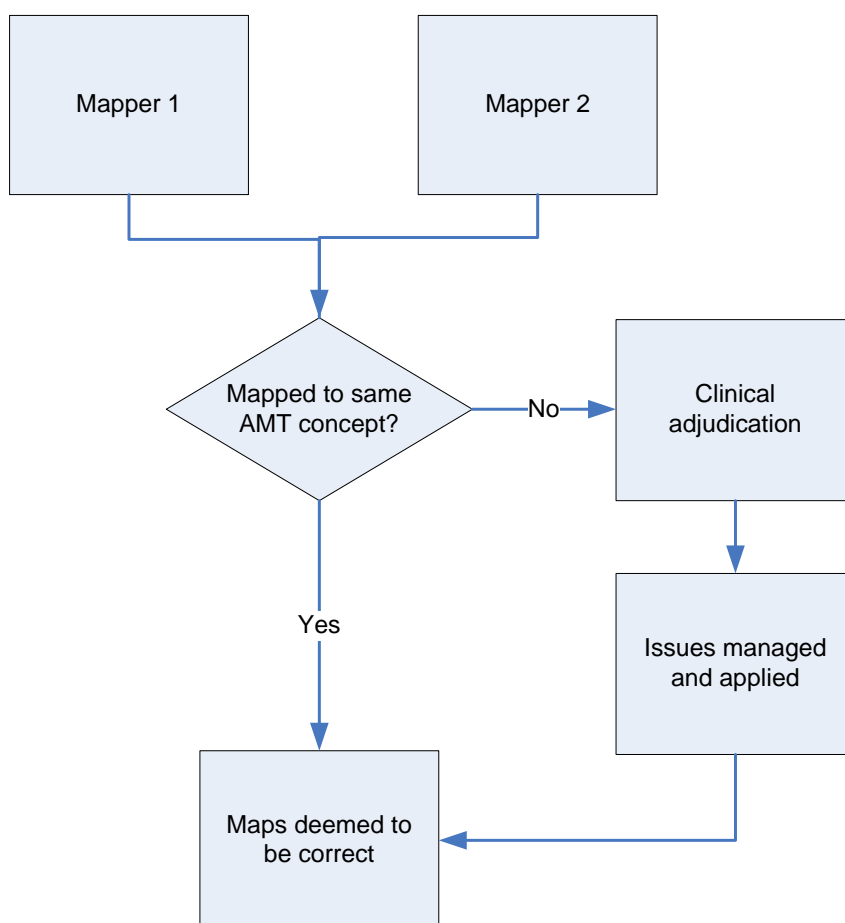 Mapper 1
Mapper 2
Mapped to same
AMT concept?
No
Clinical
adjudication
Yes
Issues managed
and applied
Maps deemed to
be correct